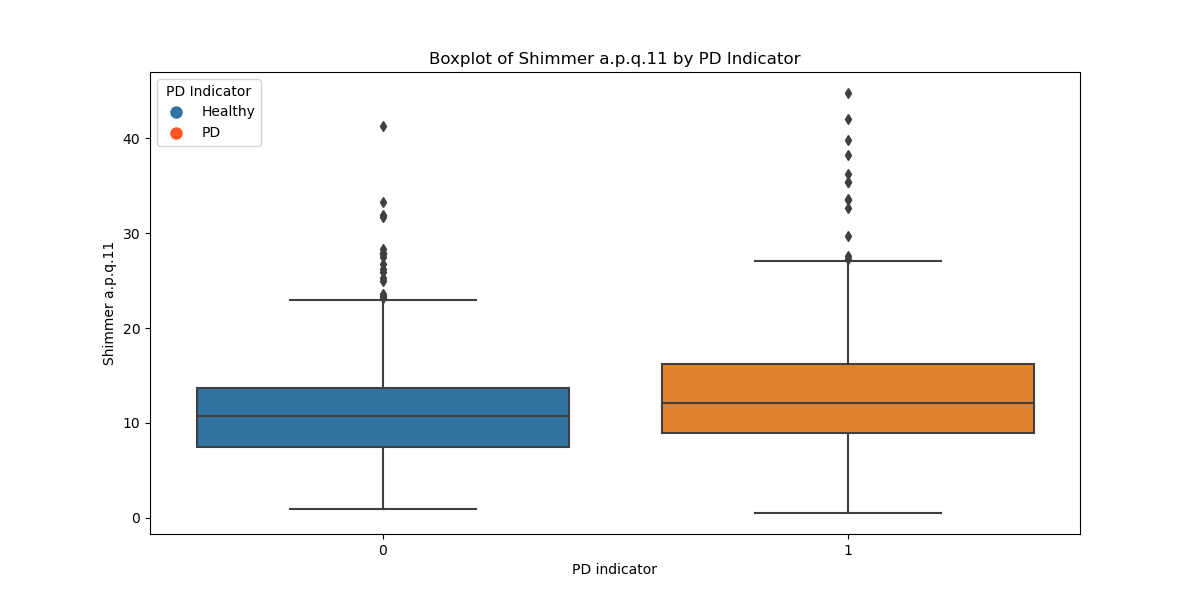 Boxplot of Shimmer a.p.q.11 by PD Indicator
PD Indicator
Healthy
PD
Shimmer a.p.q.11
40
30
20
10
0
0
1
PD indicator